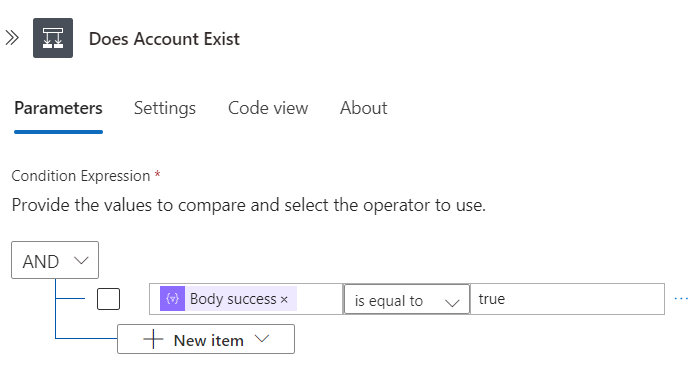 Does Account Exist
Parameters Settings Code view About
Condition Expression *
Provide the values to compare and select the operator to use.
AND
{v} Body success × is equal to true ...
+ New item